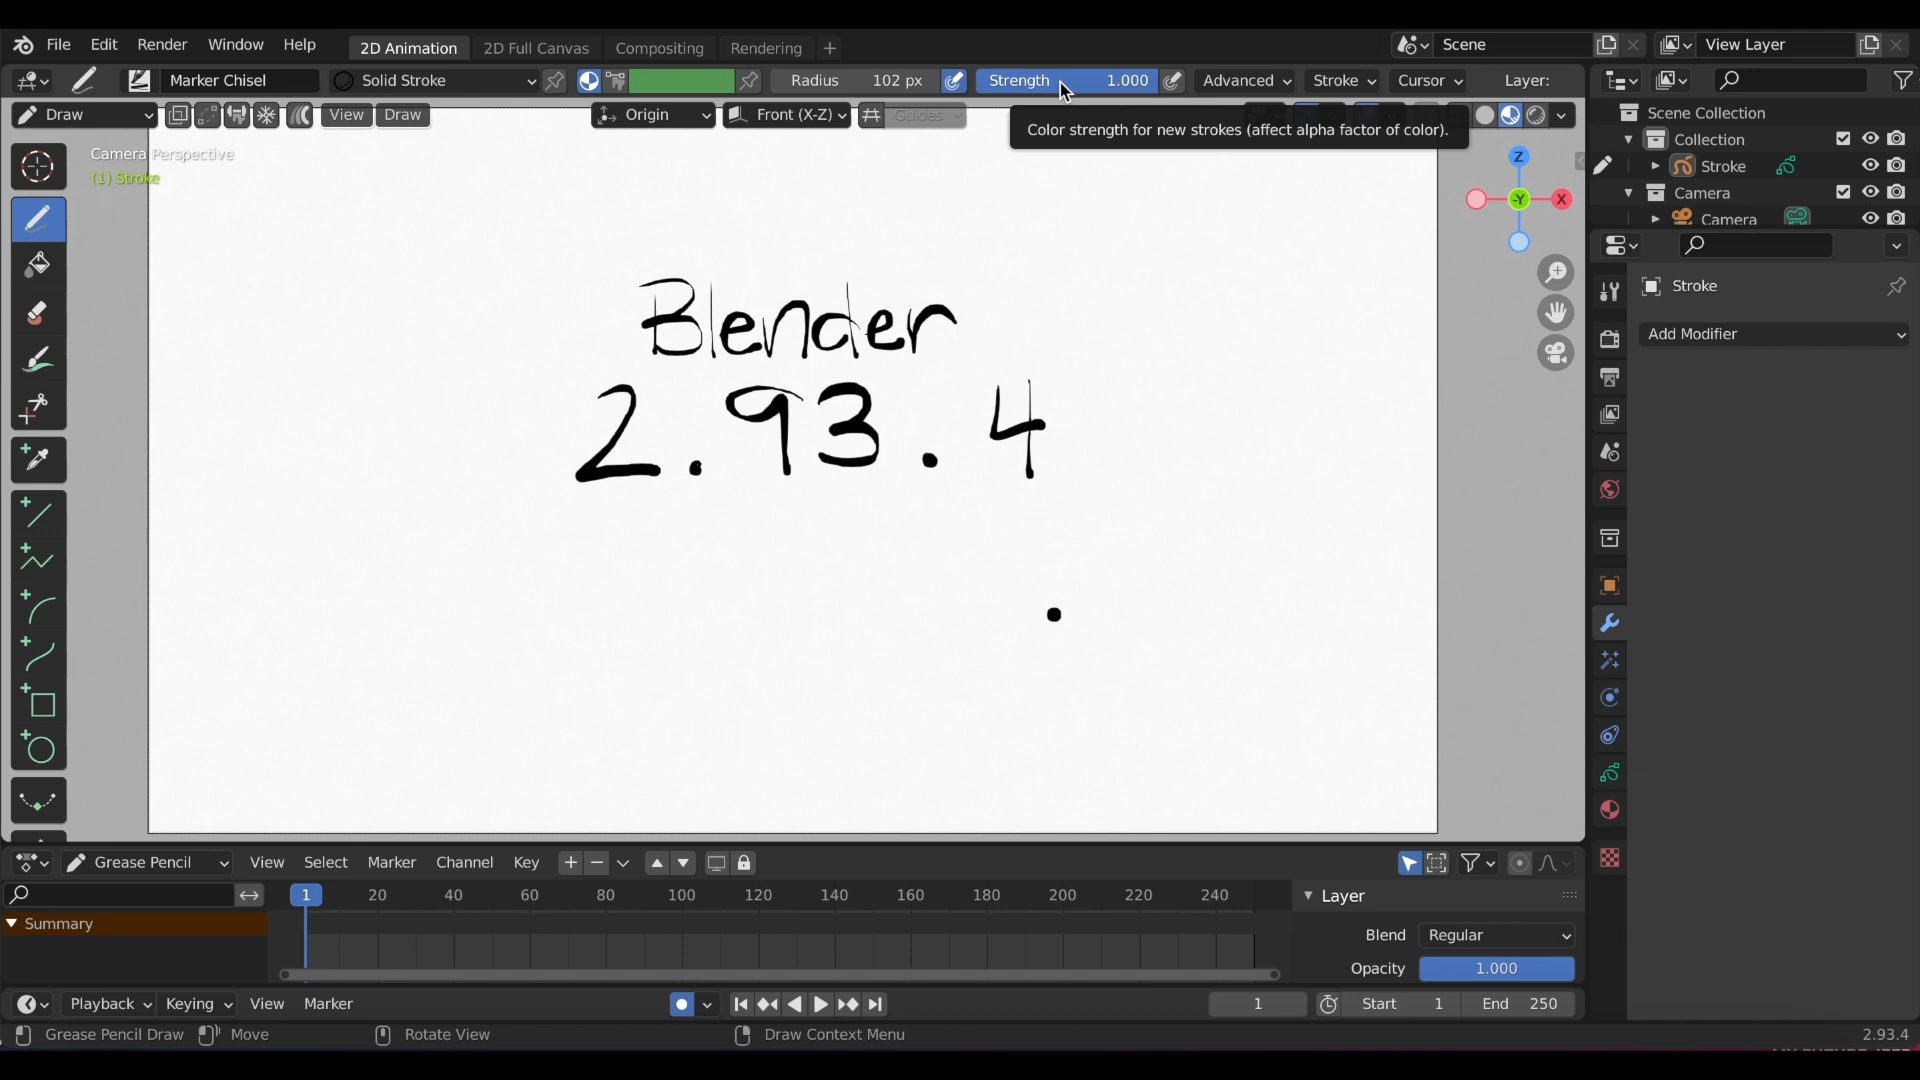 File Edit Render Window Help 2D Animation 2D Full Canvas Compositing Rendering + Scene View Layer
Marker Chisel Solid Stroke Radius 102 px Strength 1.000 Advanced Stroke Cursor Layer:
Draw View Draw Origin Front (X-Z) Guides
Color strength for new strokes (affect alpha factor of color).
Camera Perspective
(1) Stroke
Z
-Y X
Blender
2.93.4
Scene Collection
Collection
Stroke
Camera
Camera
Stroke
Add Modifier
Grease Pencil View Select Marker Channel Key
1 20 40 60 80 100 120 140 160 180 200 220 240
Summary
Layer
Blend Regular
Opacity 1.000
Playback Keying View Marker 1 Start 1 End 250
Grease Pencil Draw Move Rotate View Draw Context Menu 2.93.4